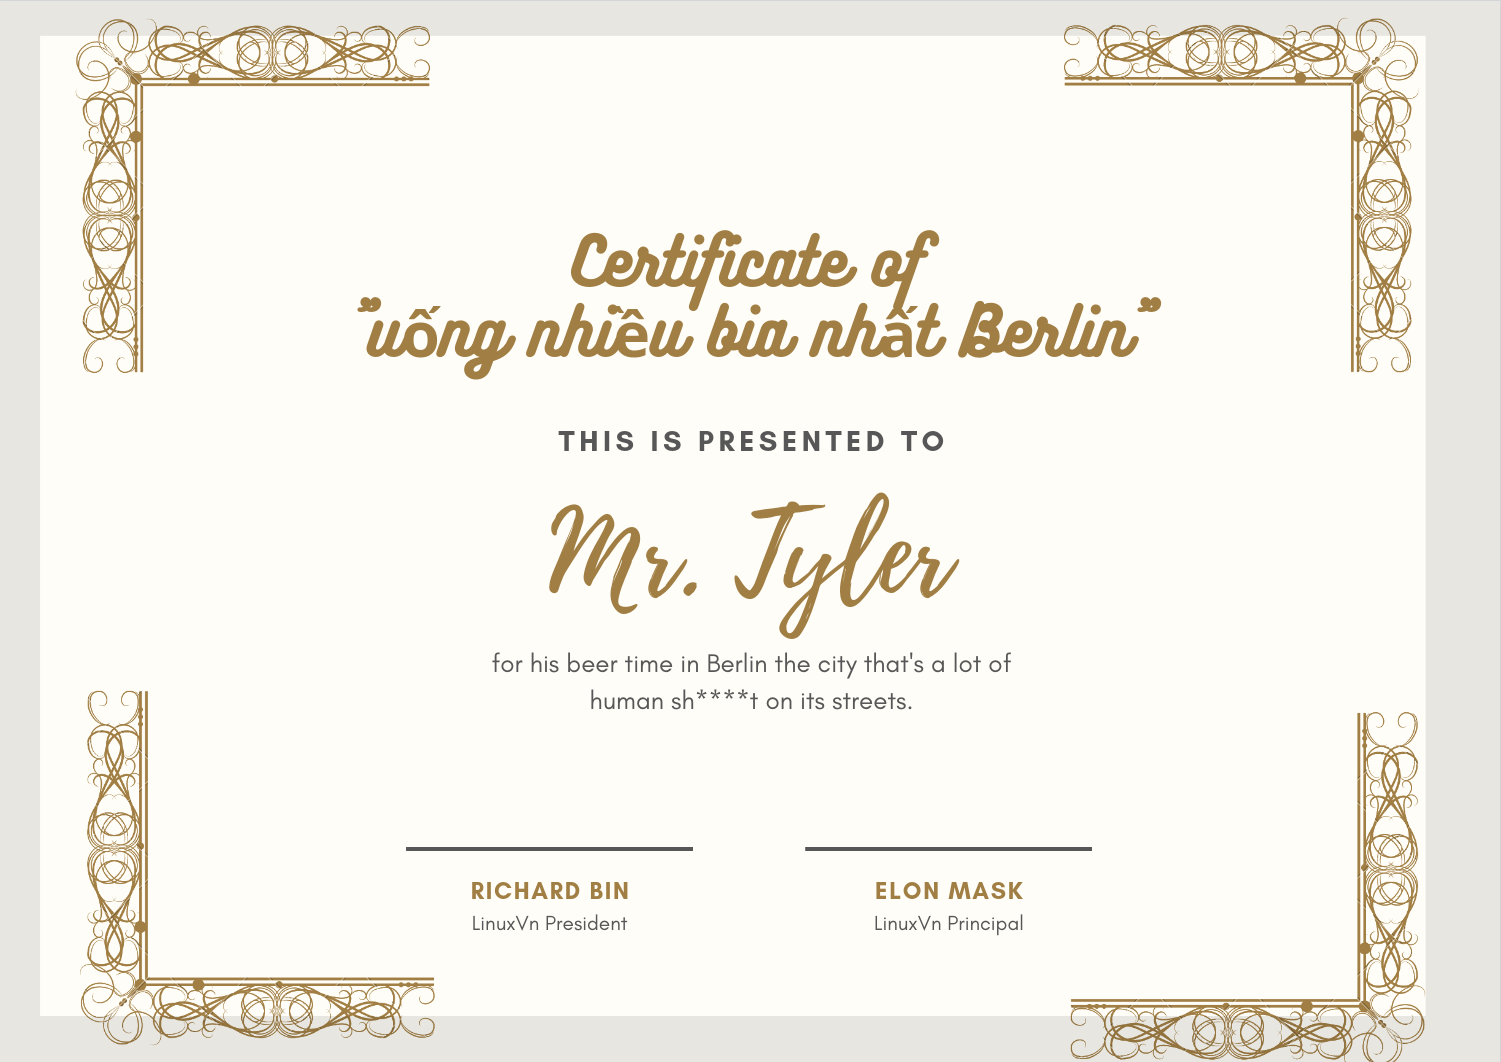 Certificate of
"uống nhiều bia nhất Berlin"
THIS IS PRESENTED TO
Mr. Tyler
for his beer time in Berlin the city that's a lot of
human sh****t on its streets.
RICHARD BIN
LinuxVn President
ELON MASK
LinuxVn Principal